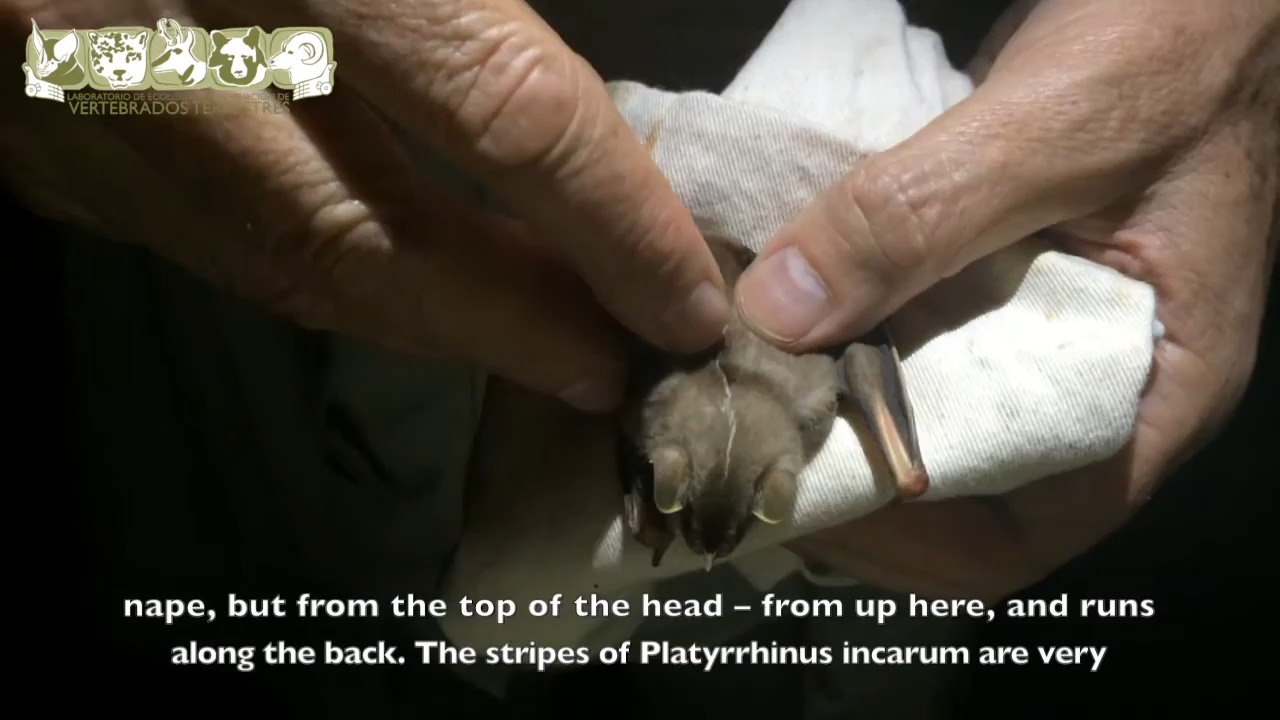 LABORATORIO DE
DE
VERTEBRADOS TERRESTRES
nape, but from the top of the head – from up here, and runs
along the back. The stripes of Platyrrhinus incarum are very